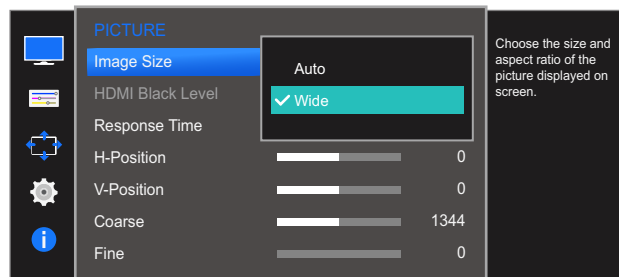 PICTURE
Image Size
HDMI Black Level
Response Time
H-Position 0
V-Position 0
Coarse 1344
Fine 0
Auto
Wide
Choose the size and
aspect ratio of the
picture displayed on
screen.
i